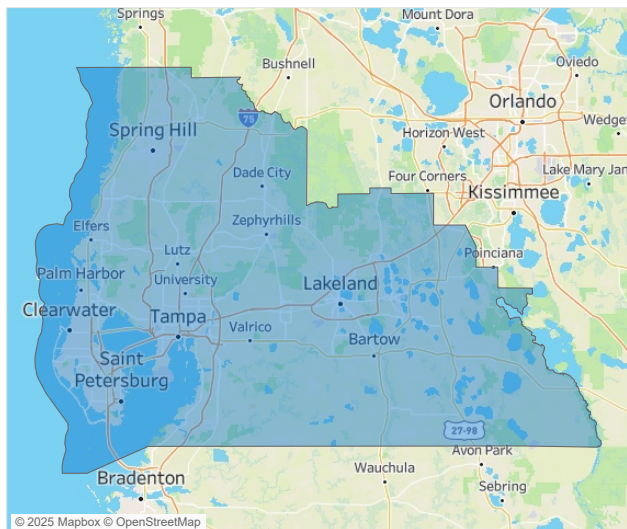 Springs
Mount Dora
Bushnell
Oviedo
Orlando
75
Wedgef
Spring Hill
Horizon West
Dade City
Four Corners
Lake Mary Jan
Kissimmee
Elfers
Zephyrhills
Lutz
Poinciana
Palm Harbor
University
Lakeland
Clearwater
Tampa
Valrico
Bartow
Saint
Petersburg
27-98
Avon Park
Wauchula
Bradenton
Sebring
© 2025 Mapbox © OpenStreetMap